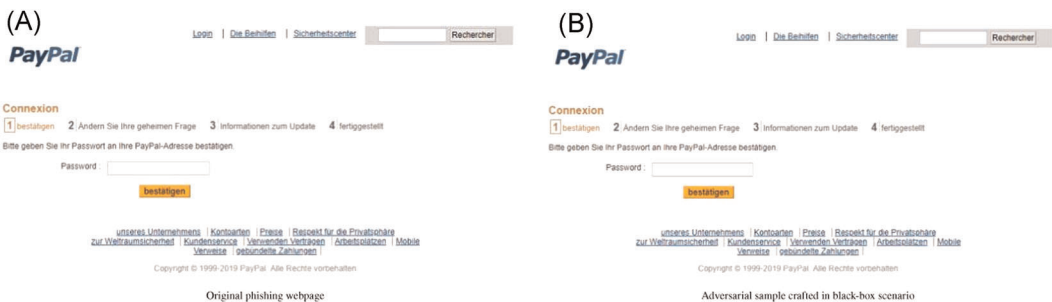 (A)
Login | Die Beihilfen | Sicherheitscenter
Rechercher
PayPal
Connexion
1 bestätigen 2 Ändern Sie Ihre geheimen Frage 3 Informationen zum Update 4 fertiggestellt
Bitte geben Sie Ihr Passwort an Ihre PayPal-Adresse bestätigen.
Password :
bestätigen
unseres Unternehmens | Kontoarten | Preise | Respekt für die Privatsphäre
zur Weltraumsicherheit | Kundenservice | Verwenden Verträgen | Arbeitsplätzen | Mobile
Verweise | gebündelte Zahlungen |
Copyright © 1999-2019 PayPal. Alle Rechte vorbehalten
Original phishing webpage
(B)
Login | Die Beihilfen | Sicherheitscenter
Rechercher
PayPal
Connexion
1 bestätigen 2 Ändern Sie Ihre geheimen Frage 3 Informationen zum Update 4 fertiggestellt
Bitte geben Sie Ihr Passwort an Ihre PayPal-Adresse bestätigen.
Password :
bestätigen
unseres Unternehmens | Kontoarten | Preise | Respekt für die Privatsphäre
zur Weltraumsicherheit | Kundenservice | Verwenden Verträgen | Arbeitsplätzen | Mobile
Verweise | gebündelte Zahlungen |
Copyright © 1999-2019 PayPal. Alle Rechte vorbehalten
Adversarial sample crafted in black-box scenario